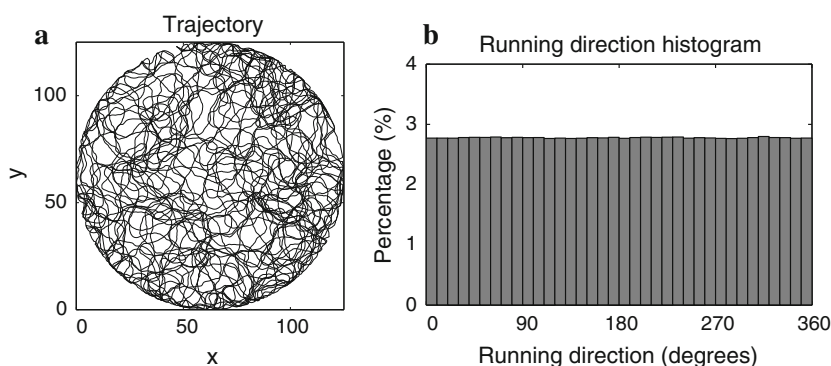 a
Trajectory
100
50
0
y
0
50
100
x
b
Running direction histogram
4
3
2
1
0
Percentage (%)
0
90
180
270
360
Running direction (degrees)